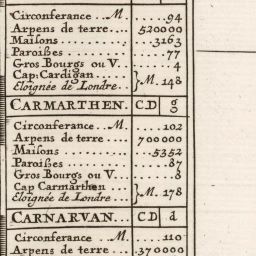 Circonferance . M. . . . . . 94
Arpens de terre . . . . 520000
Maisons . . . . . . . . . 3163
Paroisses . . . . . . . . . 77
Gros Bourgs ou V. . . . . . 4
Cap: Cardigan . . . . . } M. 148
Eloignée de Londre . .
CARMARTHEN. C D g
Circonferance . . M. . . . 102
Arpens de terre . . . 700000
Maisons . . . . . . . . . 5352
Paroisses . . . . . . . . . 87
Gros Bourgs ou V. . . . . . 8
Cap Carmarthen . . . } M. 178
Eloignée de Londre . .
CARNARVAN. . . C D d
Circonferance . . M. . . . 110
Arpens de terre . . . 370000